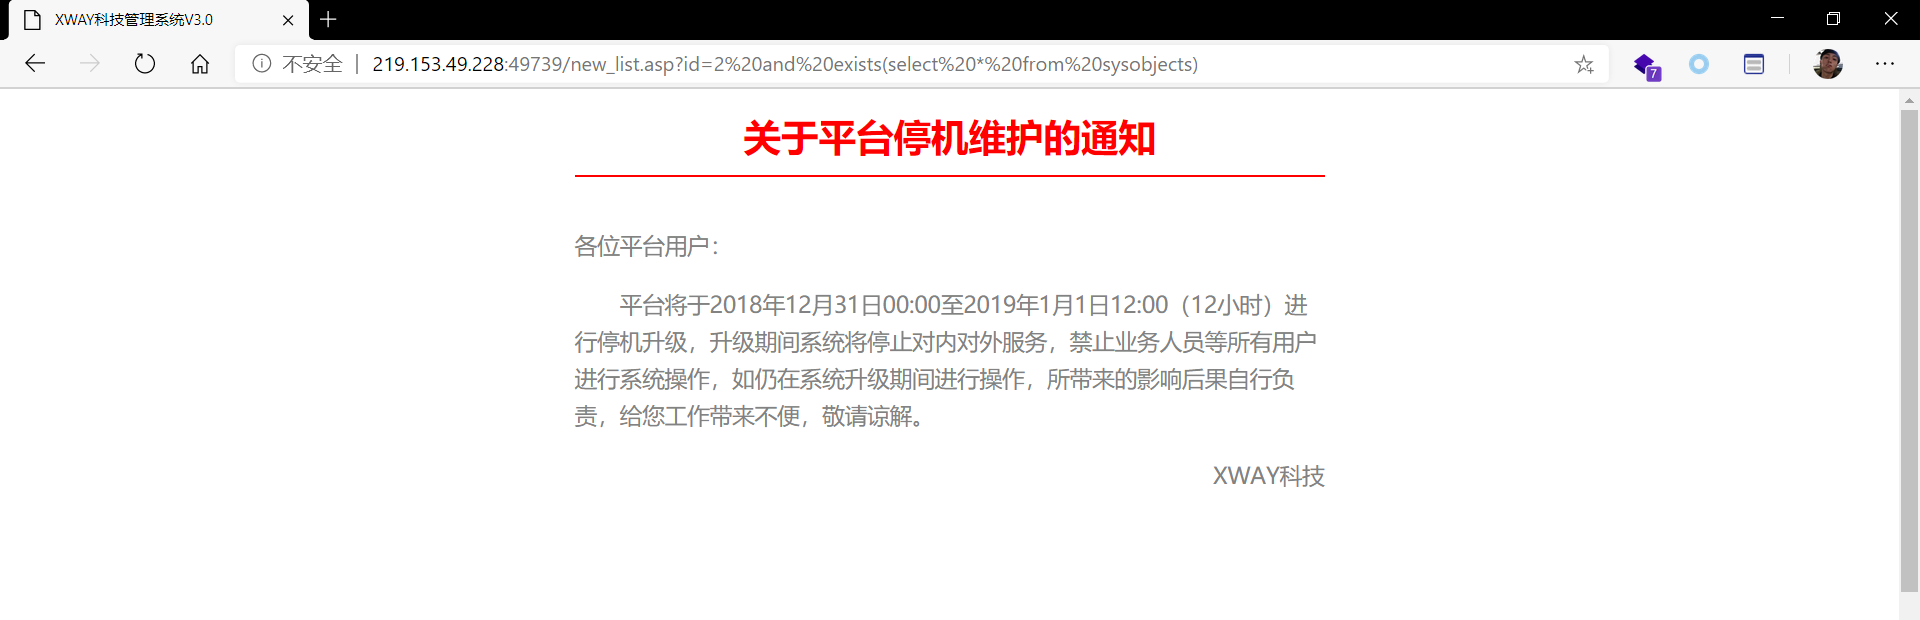 XWAY科技管理系统V3.0
不安全 | 219.153.49.228:49739/new_list.asp?id=2%20and%20exists(select%20*%20from%20sysobjects)
7
关于平台停机维护的通知
各位平台用户：
平台将于2018年12月31日00:00至2019年1月1日12:00（12小时）进
行停机升级，升级期间系统将停止对内对外服务，禁止业务人员等所有用户
进行系统操作，如仍在系统升级期间进行操作，所带来的影响后果自行负
责，给您工作带来不便，敬请谅解。
XWAY科技